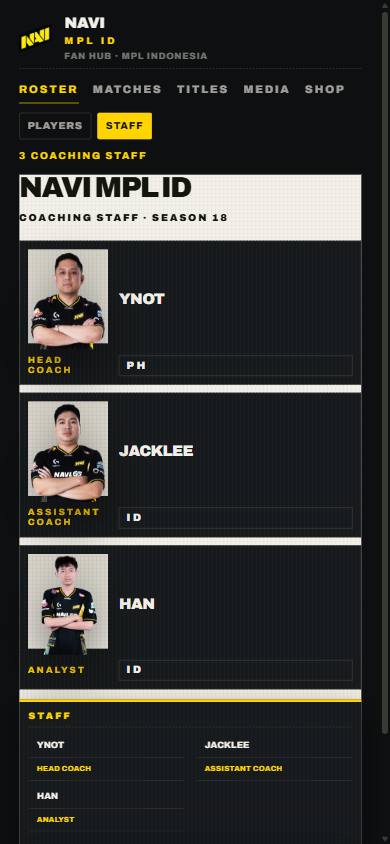 NAVI
MPL ID
FAN HUB · MPL INDONESIA
ROSTER MATCHES TITLES MEDIA SHOP
PLAYERS STAFF
3 COACHING STAFF
NAVI MPL ID
COACHING STAFF · SEASON 18
YNOT
HEAD COACH
PH
JACKLEE
ASSISTANT COACH
ID
HAN
ANALYST
ID
STAFF
YNOT JACKLEE
HEAD COACH ASSISTANT COACH
HAN
ANALYST